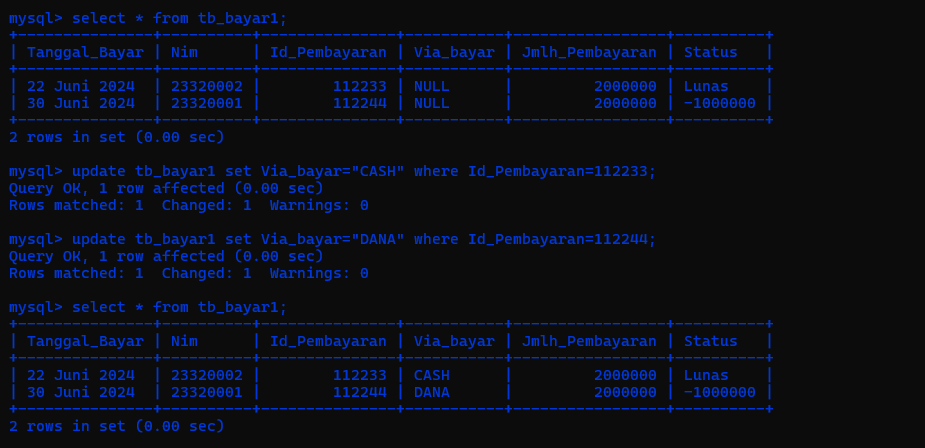 mysql> select * from tb_bayar1;
+---------------+----------+---------------+-----------+-----------------+----------+
| Tanggal_Bayar | Nim      | Id_Pembayaran | Via_bayar | Jmlh_Pembayaran | Status   |
+---------------+----------+---------------+-----------+-----------------+----------+
| 22 Juni 2024  | 23320002 |        112233 | NULL      |         2000000 | Lunas    |
| 30 Juni 2024  | 23320001 |        112244 | NULL      |         2000000 | -1000000 |
+---------------+----------+---------------+-----------+-----------------+----------+
2 rows in set (0.00 sec)
mysql> update tb_bayar1 set Via_bayar="CASH" where Id_Pembayaran=112233;
Query OK, 1 row affected (0.00 sec)
Rows matched: 1  Changed: 1  Warnings: 0
mysql> update tb_bayar1 set Via_bayar="DANA" where Id_Pembayaran=112244;
Query OK, 1 row affected (0.00 sec)
Rows matched: 1  Changed: 1  Warnings: 0
mysql> select * from tb_bayar1;
+---------------+----------+---------------+-----------+-----------------+----------+
| Tanggal_Bayar | Nim      | Id_Pembayaran | Via_bayar | Jmlh_Pembayaran | Status   |
+---------------+----------+---------------+-----------+-----------------+----------+
| 22 Juni 2024  | 23320002 |        112233 | CASH      |         2000000 | Lunas    |
| 30 Juni 2024  | 23320001 |        112244 | DANA      |         2000000 | -1000000 |
+---------------+----------+---------------+-----------+-----------------+----------+
2 rows in set (0.00 sec)